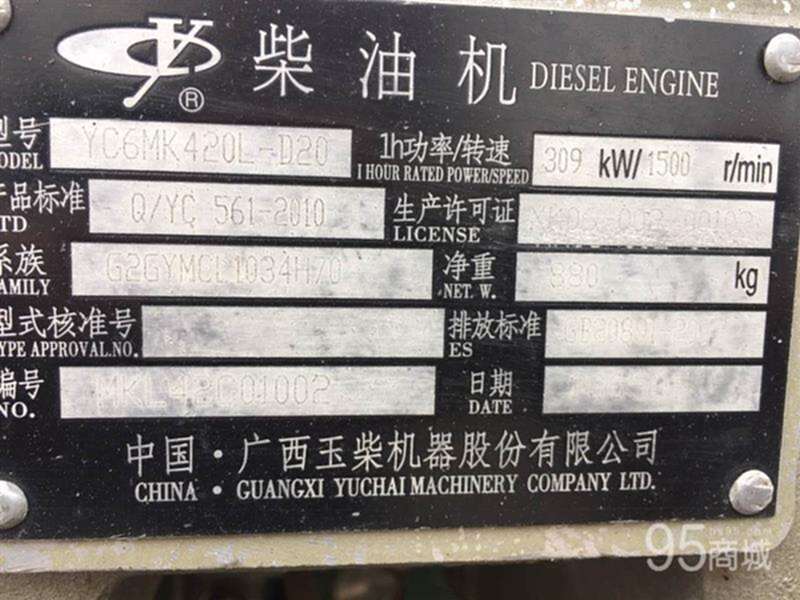 ® 柴油机 DIESEL ENGINE
型号 YC6MK420L-D20 1h功率/转速 309 kW/1500 r/min
MODEL 1 HOUR RATED POWER/SPEED
产品标准 Q/YC 561-2010 生产许可证
STD LICENSE
系族 G2GYMCL1034H/0 净重 880 kg
FAMILY NET. W.
型式核准号 排放标准
TYPE APPROVAL.NO. ES
编号 日期
NO. DATE
中国·广西玉柴机器股份有限公司
CHINA · GUANGXI YUCHAI MACHINERY COMPANY LTD.
95商城